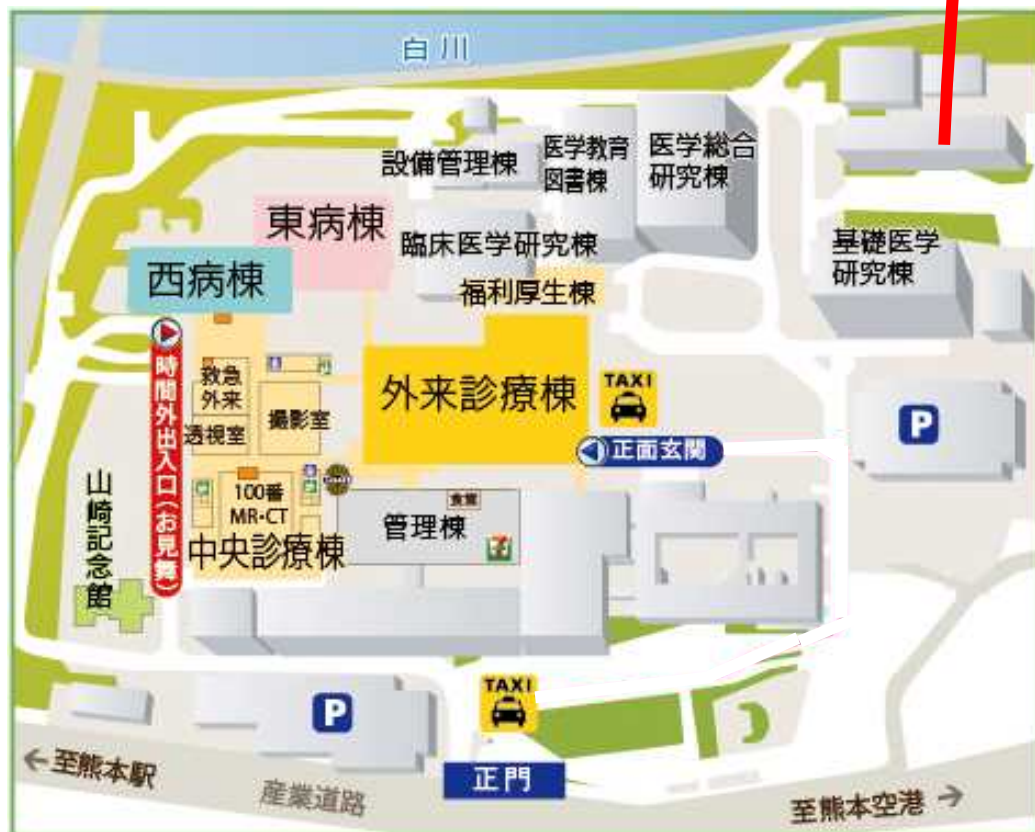 白川
設備管理棟
医学教育
図書棟
医学総合
研究棟
東病棟
臨床医学研究棟
基礎医学
研究棟
西病棟
福利厚生棟
時間外出入口(お見舞)
救急
外来
撮影室
透視室
外来診療棟
TAXI
正面玄関
P
山崎記念館
100番
MR・CT
中央診療棟
食堂
管理棟
7
P
TAXI
正門
←至熊本駅
産業道路
至熊本空港→